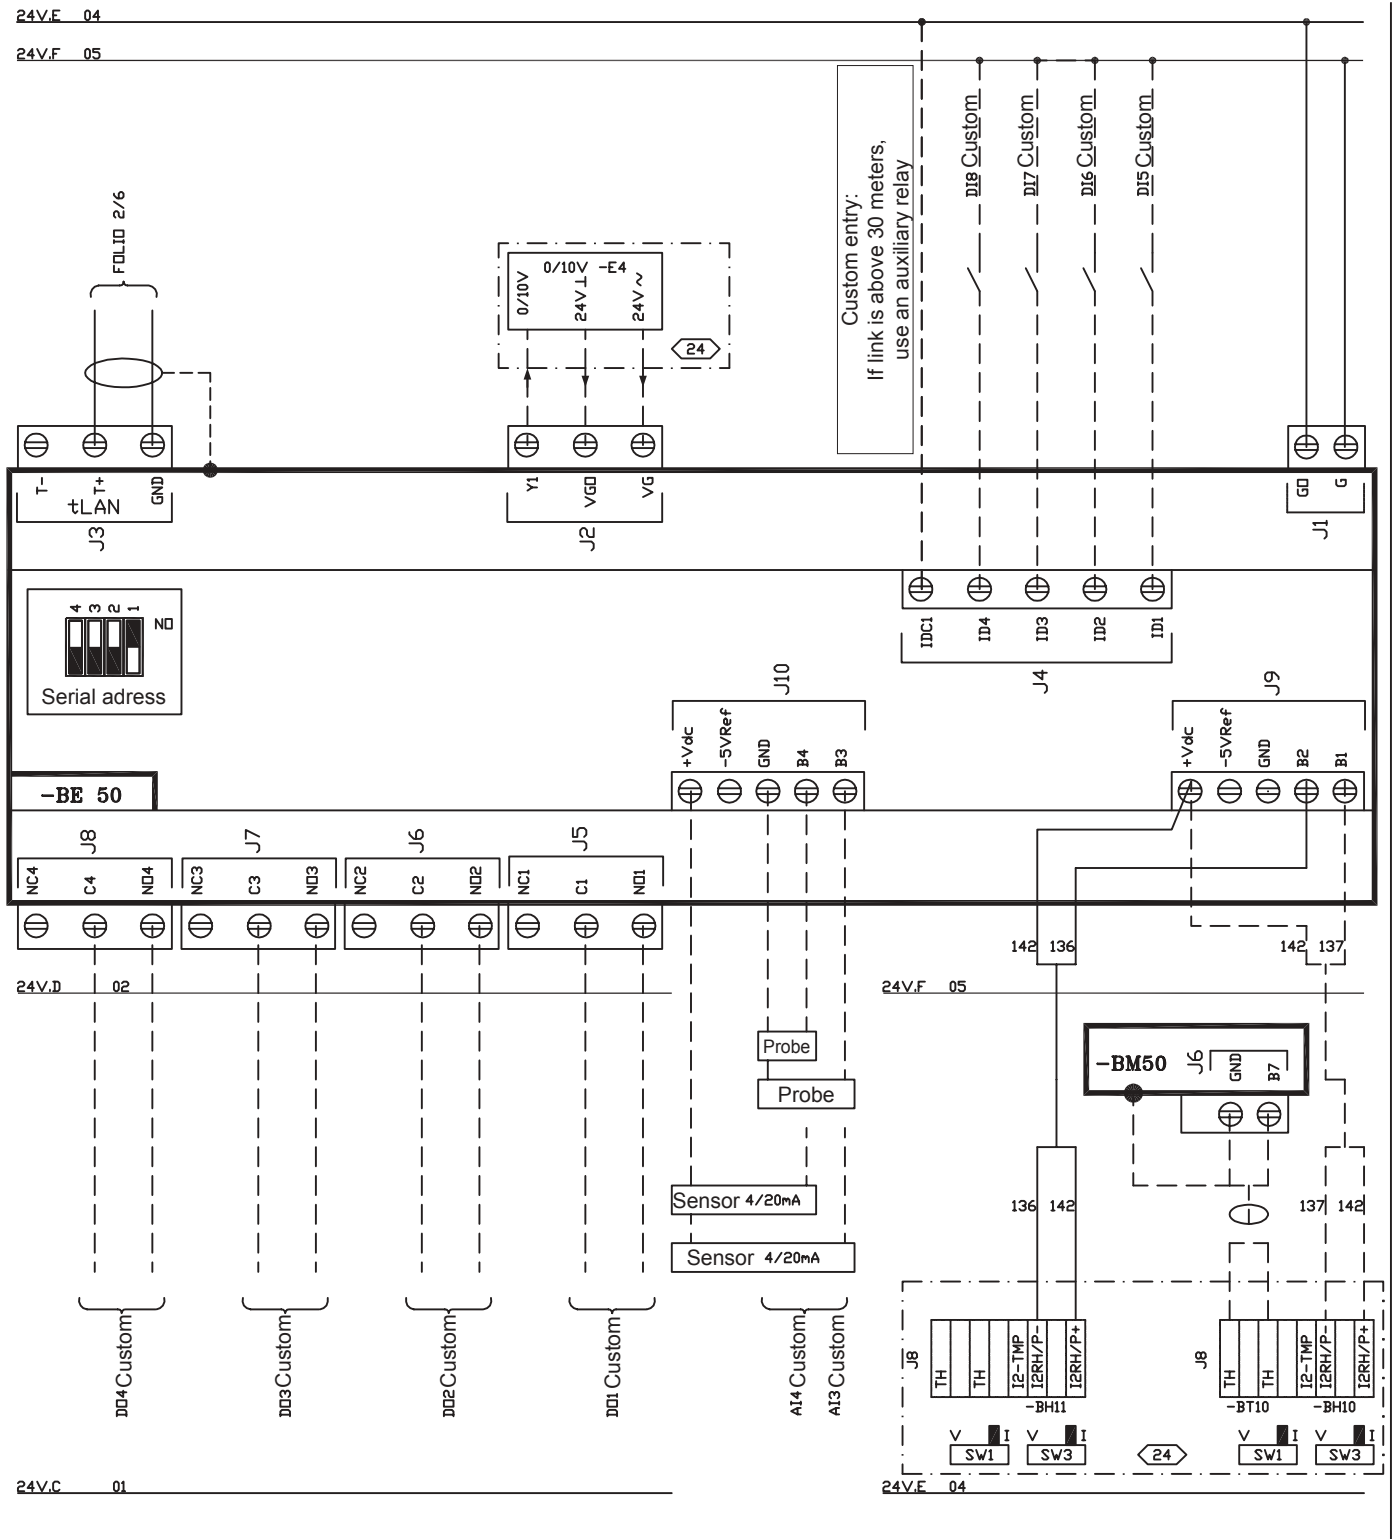 24V.E 04
24V.F 05
FOLIO 2/6
0/10V -E4
0/10V
24V⊥
24V ~
24
Custom entry:
If link is above 30 meters,
use an auxiliary relay
DI8 Custom
DI7 Custom
DI6 Custom
DI5 Custom
T-
T+
GND
tLAN
J3
Y1
VG0
VG
J2
G0
G
J1
4
3
2
1
NO
Serial adress
IDC1
ID4
ID3
ID2
ID1
J4
J10
+Vdc
-5VRef
GND
B4
B3
J9
+Vdc
-5VRef
GND
B2
B1
-BE 50
J8
NC4
C4
NO4
J7
NC3
C3
NO3
J6
NC2
C2
NO2
J5
NC1
C1
NO1
142 136
142 137
24V.D 02
24V.F 05
Probe
Probe
-BM50
J6
GND
B7
Sensor 4/20mA
Sensor 4/20mA
136 142
137 142
DO4 Custom
DO3 Custom
DO2 Custom
DO1 Custom
AI4 Custom
AI3 Custom
J8
TH
TH
I2-TMP
I2RH/P-
I2RH/P+
-BH11
J8
TH
TH
I2-TMP
I2RH/P-
I2RH/P+
-BT10
-BH10
V I
SW1
V I
SW3
24
V I
SW1
V I
SW3
24V.C 01
24V.E 04